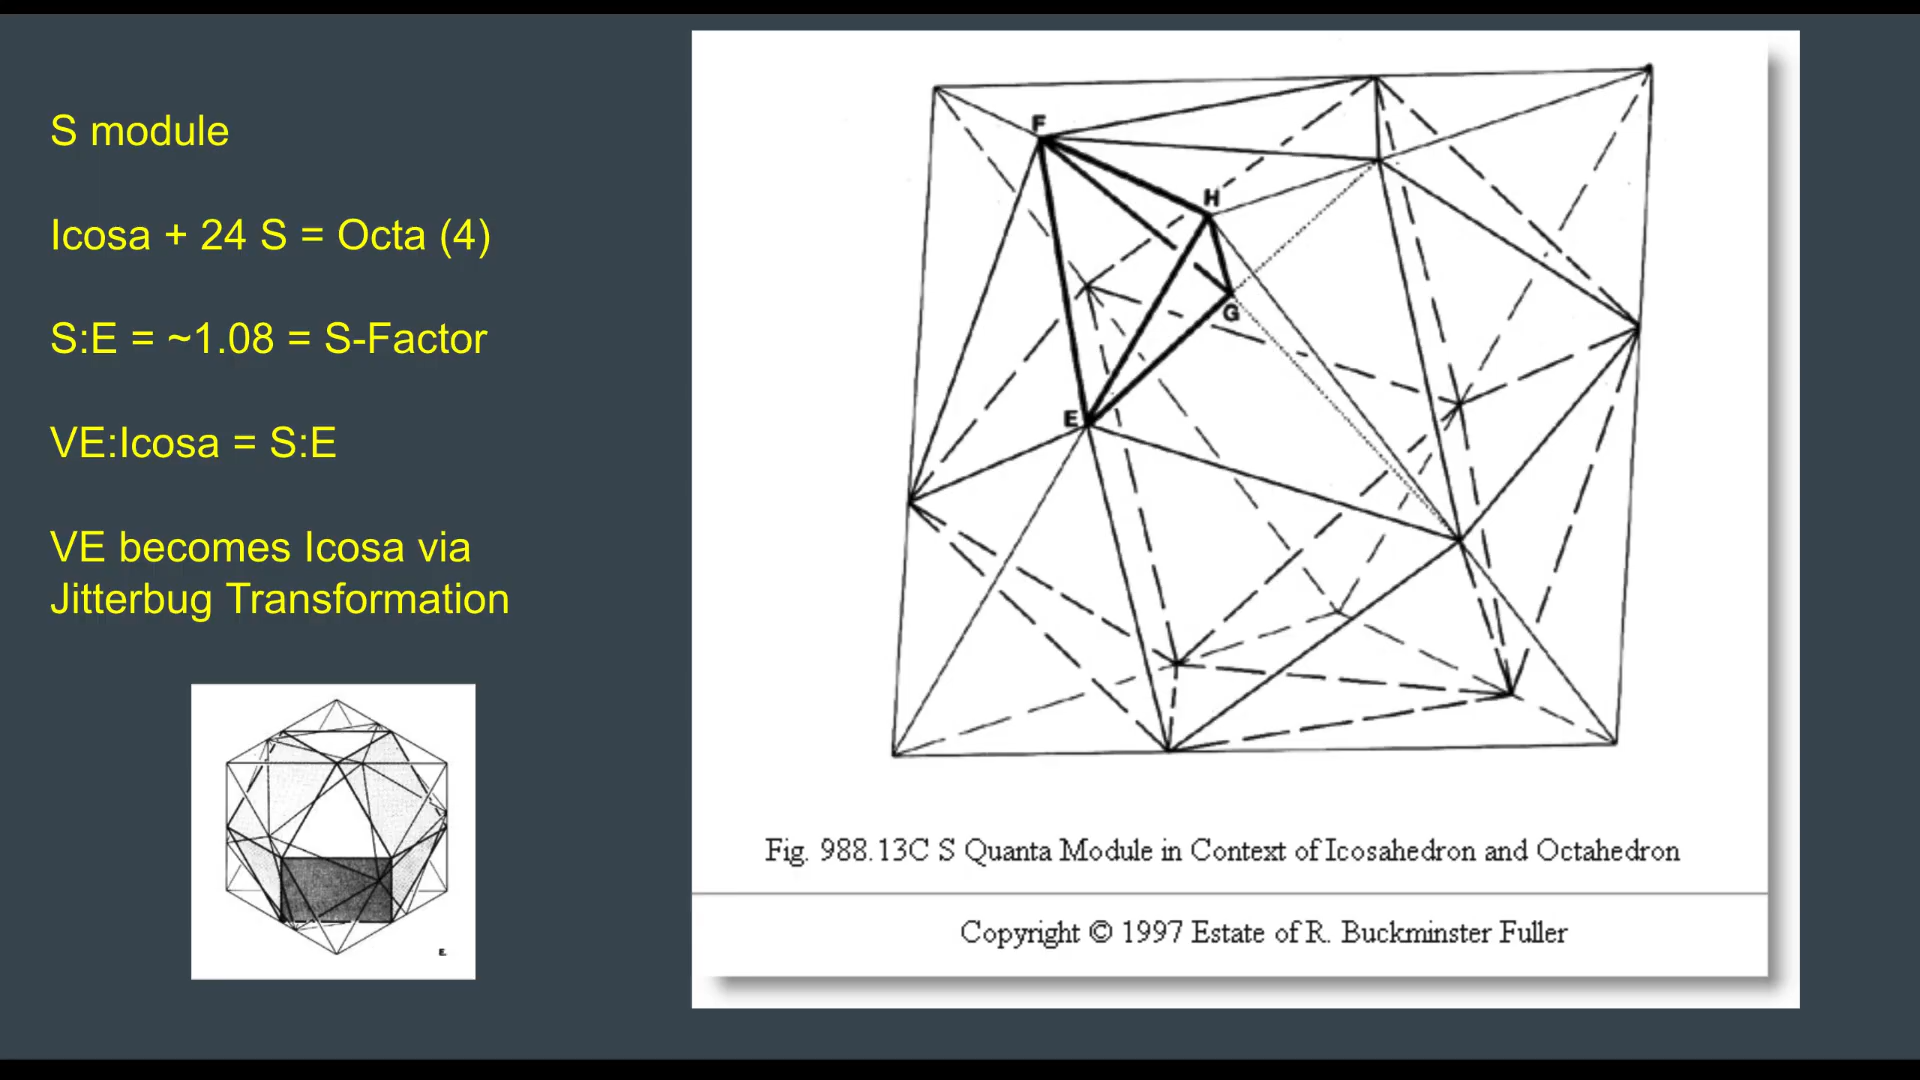 S module
Icosa + 24 S = Octa (4)
S:E = ~1.08 = S-Factor
VE:Icosa = S:E
VE becomes Icosa via
Jitterbug Transformation
E.
F
H
G
E
Fig. 988.13C S Quanta Module in Context of Icosahedron and Octahedron
Copyright © 1997 Estate of R. Buckminster Fuller